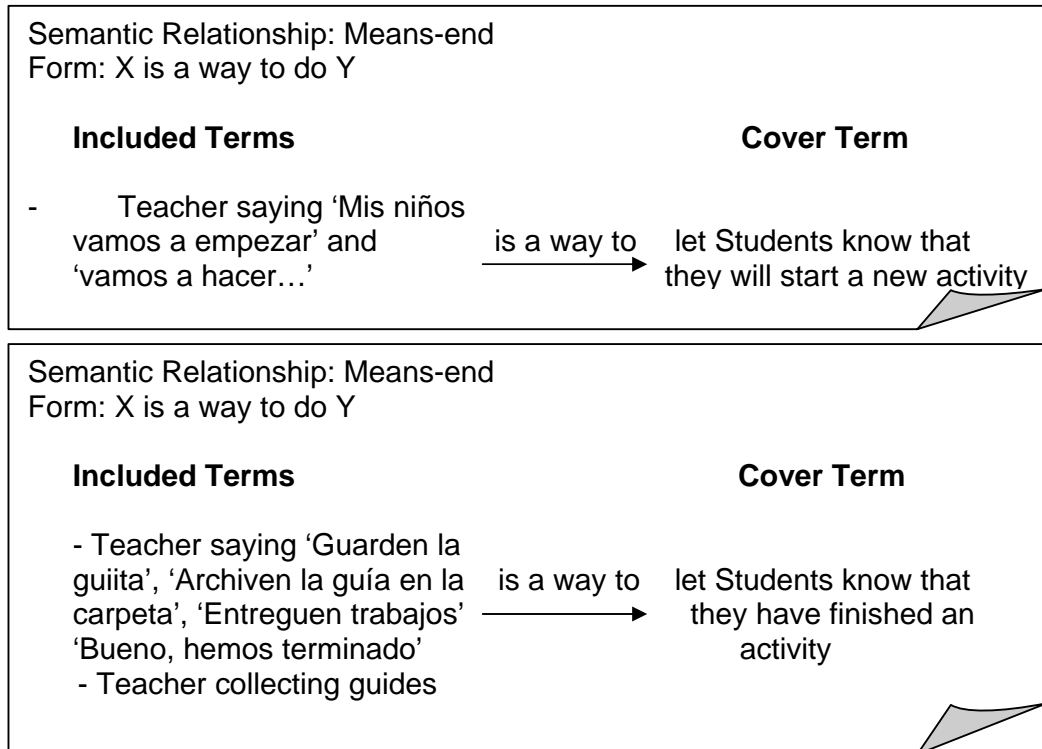 Semantic Relationship: Means-end
Form: X is a way to do Y
Included Terms Cover Term
- Teacher saying ‘Mis niños
vamos a empezar’ and is a way to let Students know that
‘vamos a hacer…’ they will start a new activity
Semantic Relationship: Means-end
Form: X is a way to do Y
Included Terms Cover Term
- Teacher saying ‘Guarden la
guiita’, ‘Archiven la guía en la is a way to let Students know that
carpeta’, ‘Entreguen trabajos’ they have finished an
‘Bueno, hemos terminado’ activity
- Teacher collecting guides